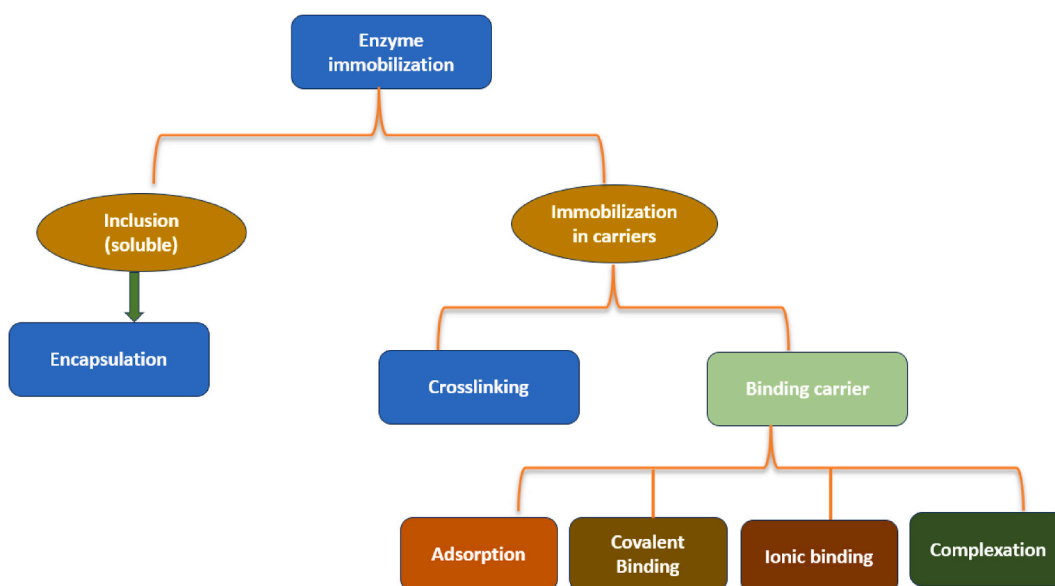 Enzyme
immobilization
Inclusion
(soluble)
Immobilization
in carriers
Encapsulation
Crosslinking
Binding carrier
Adsorption
Covalent
Binding
Ionic binding
Complexation